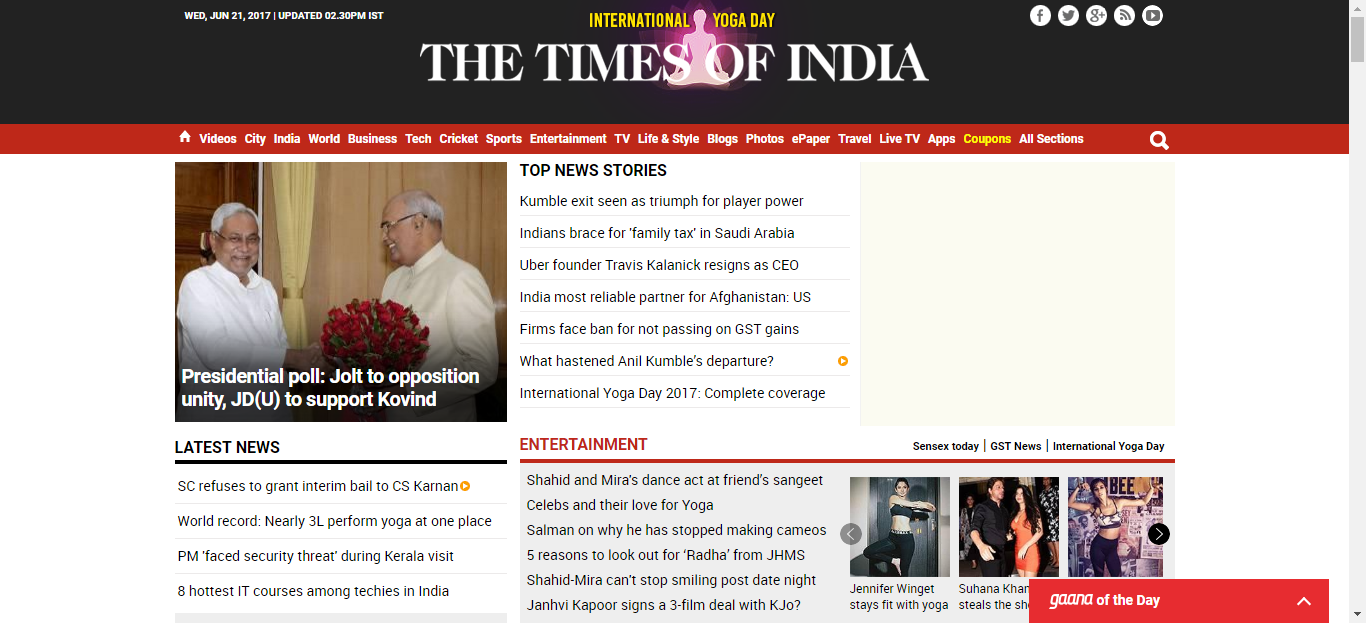 WED, JUN 21, 2017 | UPDATED 02.30PM IST
INTERNATIONAL YOGA DAY
THE TIMES OF INDIA
Videos City India World Business Tech Cricket Sports Entertainment TV Life & Style Blogs Photos ePaper Travel Live TV Apps Coupons All Sections
Presidential poll: Jolt to opposition
unity, JD(U) to support Kovind
TOP NEWS STORIES
Kumble exit seen as triumph for player power
Indians brace for 'family tax' in Saudi Arabia
Uber founder Travis Kalanick resigns as CEO
India most reliable partner for Afghanistan: US
Firms face ban for not passing on GST gains
What hastened Anil Kumble's departure?
International Yoga Day 2017: Complete coverage
LATEST NEWS
SC refuses to grant interim bail to CS Karnan
World record: Nearly 3L perform yoga at one place
PM 'faced security threat' during Kerala visit
8 hottest IT courses among techies in India
ENTERTAINMENT
Sensex today | GST News | International Yoga Day
Shahid and Mira's dance act at friend's sangeet
Celebs and their love for Yoga
Salman on why he has stopped making cameos
5 reasons to look out for ‘Radha’ from JHMS
Shahid-Mira can't stop smiling post date night
Janhvi Kapoor signs a 3-film deal with KJo?
Jennifer Winget
stays fit with yoga
Suhana Khan
steals the
gaana of the Day